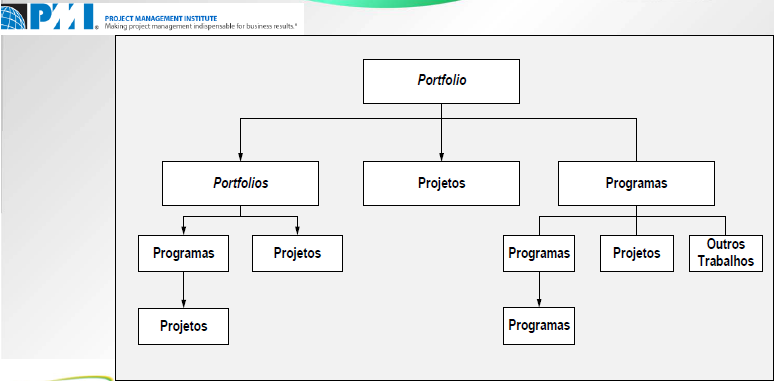 PMI®
PROJECT MANAGEMENT INSTITUTE
Making project management indispensable for business results.®
Portfolio
Portfolios
Projetos
Programas
Programas
Projetos
Programas
Projetos
Outros
Trabalhos
Projetos
Programas